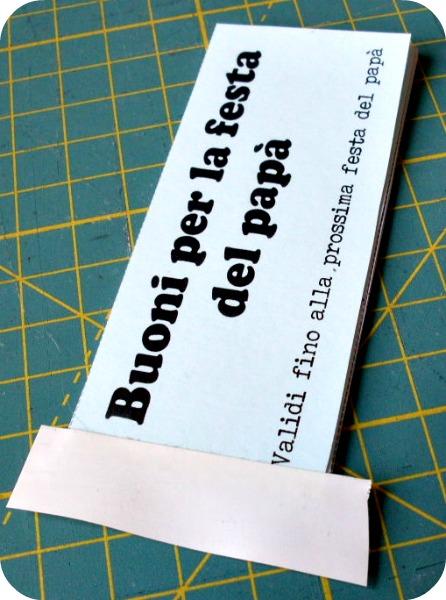 Buoni per la festa
del papà
Validi fino alla prossima festa del papà